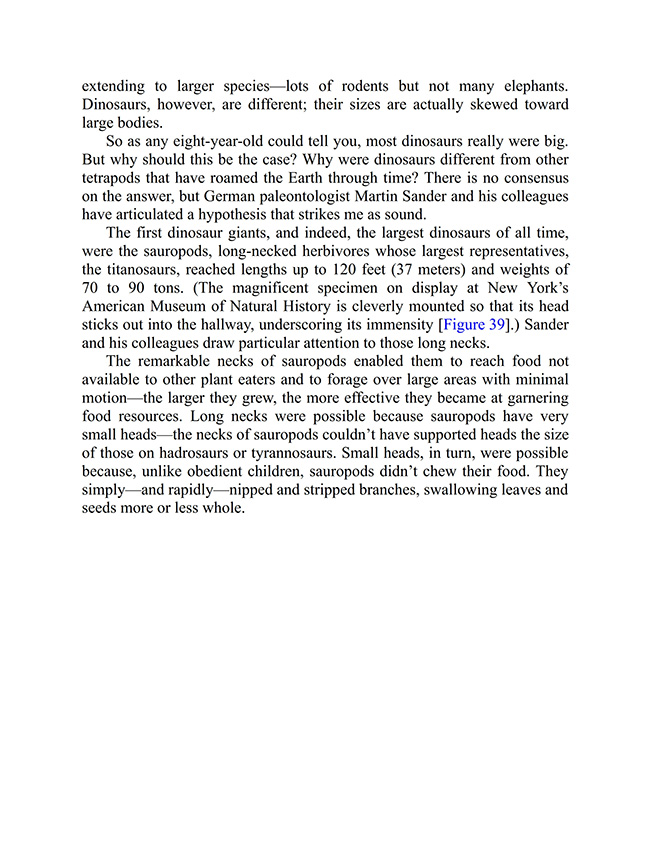 extending to larger species—lots of rodents but not many elephants.
Dinosaurs, however, are different; their sizes are actually skewed toward
large bodies.
So as any eight-year-old could tell you, most dinosaurs really were big.
But why should this be the case? Why were dinosaurs different from other
tetrapods that have roamed the Earth through time? There is no consensus
on the answer, but German paleontologist Martin Sander and his colleagues
have articulated a hypothesis that strikes me as sound.
The first dinosaur giants, and indeed, the largest dinosaurs of all time,
were the sauropods, long-necked herbivores whose largest representatives,
the titanosaurs, reached lengths up to 120 feet (37 meters) and weights of
70 to 90 tons. (The magnificent specimen on display at New York’s
American Museum of Natural History is cleverly mounted so that its head
sticks out into the hallway, underscoring its immensity [Figure 39].) Sander
and his colleagues draw particular attention to those long necks.
The remarkable necks of sauropods enabled them to reach food not
available to other plant eaters and to forage over large areas with minimal
motion—the larger they grew, the more effective they became at garnering
food resources. Long necks were possible because sauropods have very
small heads—the necks of sauropods couldn’t have supported heads the size
of those on hadrosaurs or tyrannosaurs. Small heads, in turn, were possible
because, unlike obedient children, sauropods didn’t chew their food. They
simply—and rapidly—nipped and stripped branches, swallowing leaves and
seeds more or less whole.